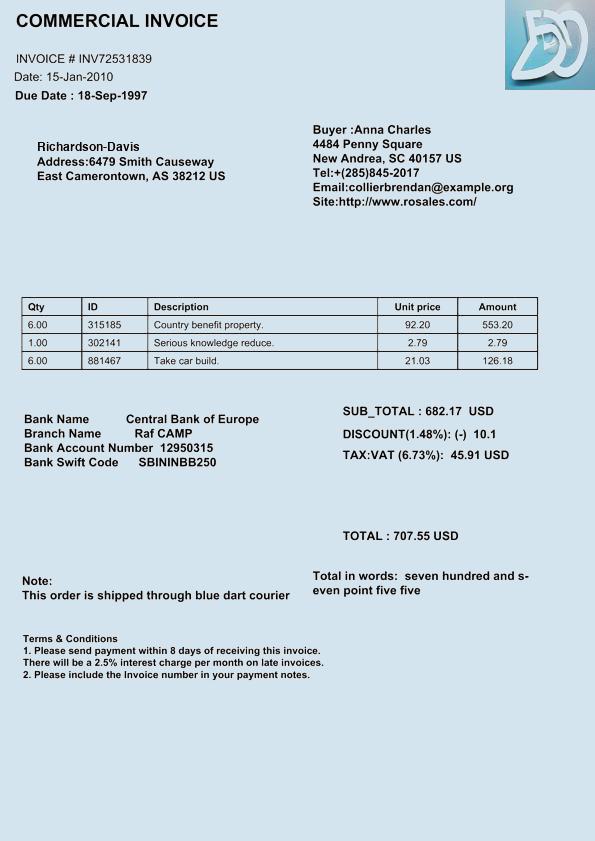 COMMERCIAL INVOICE
INVOICE # INV72531839
Date: 15-Jan-2010
Due Date : 18-Sep-1997
Richardson-Davis
Address:6479 Smith Causeway
East Camerontown, AS 38212 US
Buyer :Anna Charles
4484 Penny Square
New Andrea, SC 40157 US
Tel:+(285)845-2017
Email:collierbrendan@example.org
Site:http://www.rosales.com/
Qty ID Description Unit price Amount
6.00 315185 Country benefit property. 92.20 553.20
1.00 302141 Serious knowledge reduce. 2.79 2.79
6.00 881467 Take car build. 21.03 126.18
Bank Name Central Bank of Europe
Branch Name Raf CAMP
Bank Account Number 12950315
Bank Swift Code SBININBB250
SUB_TOTAL : 682.17 USD
DISCOUNT(1.48%): (-) 10.1
TAX:VAT (6.73%): 45.91 USD
TOTAL : 707.55 USD
Note:
This order is shipped through blue dart courier
Total in words: seven hundred and s-
even point five five
Terms & Conditions
1. Please send payment within 8 days of receiving this invoice.
There will be a 2.5% interest charge per month on late invoices.
2. Please include the Invoice number in your payment notes.